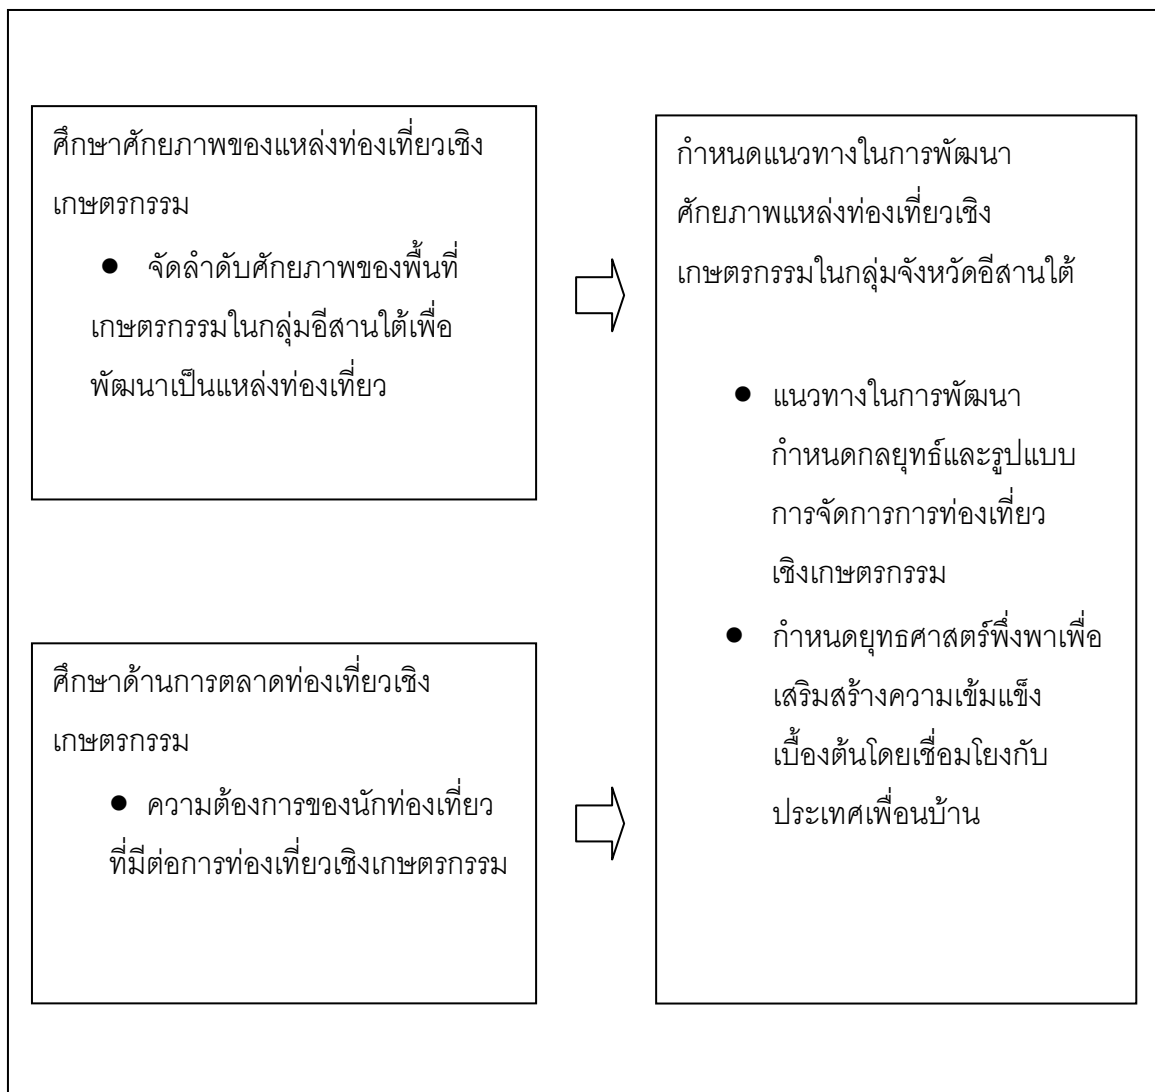 ศึกษาศักยภาพของแหล่งท่องเที่ยวเชิง
เกษตรกรรม
● จัดลำดับศักยภาพของพื้นที่
เกษตรกรรมในกลุ่มอีสานใต้เพื่อ
พัฒนาเป็นแหล่งท่องเที่ยว
ศึกษาด้านการตลาดท่องเที่ยวเชิง
เกษตรกรรม
● ความต้องการของนักท่องเที่ยว
ที่มีต่อการท่องเที่ยวเชิงเกษตรกรรม
กำหนดแนวทางในการพัฒนา
ศักยภาพแหล่งท่องเที่ยวเชิง
เกษตรกรรมในกลุ่มจังหวัดอีสานใต้
● แนวทางในการพัฒนา
กำหนดกลยุทธ์และรูปแบบ
การจัดการการท่องเที่ยว
เชิงเกษตรกรรม
● กำหนดยุทธศาสตร์พึ่งพาเพื่อ
เสริมสร้างความเข้มแข็ง
เบื้องต้นโดยเชื่อมโยงกับ
ประเทศเพื่อนบ้าน